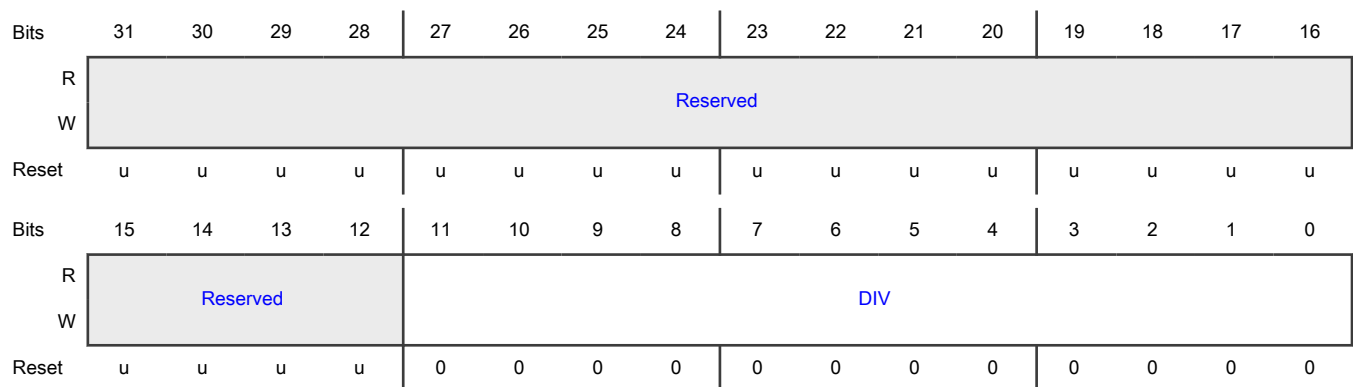 Bits 31 30 29 28 27 26 25 24 23 22 21 20 19 18 17 16
R
Reserved
W
Reset u u u u u u u u u u u u u u u u
Bits 15 14 13 12 11 10 9 8 7 6 5 4 3 2 1 0
R
Reserved DIV
W
Reset u u u u 0 0 0 0 0 0 0 0 0 0 0 0